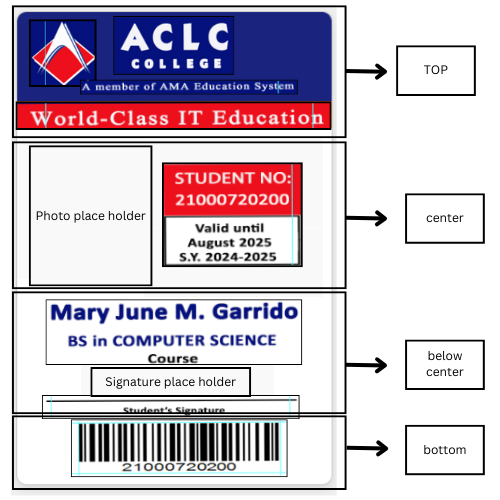 ACLC
COLLEGE
A member of AMA Education System
World-Class IT Education
TOP
Photo place holder
STUDENT NO:
21000720200
Valid until
August 2025
S.Y. 2024-2025
center
Mary June M. Garrido
BS in COMPUTER SCIENCE
Course
Signature place holder
Student's Signature
below
center
21000720200
bottom